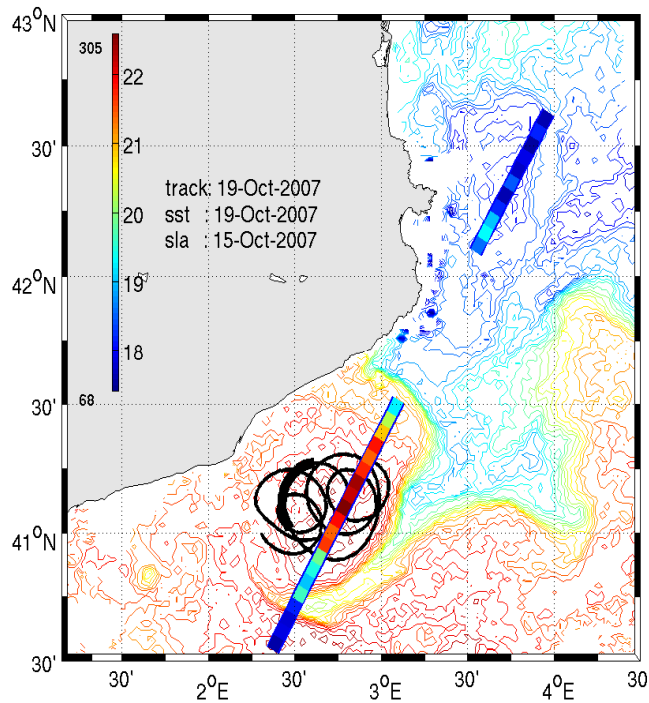 43°N
305
22
21
30'
track: 19-Oct-2007
20
sst : 19-Oct-2007
sla : 15-Oct-2007
42°N
19
18
68
30'
41°N
30'
30' 2°E 30' 3°E 30' 4°E 30